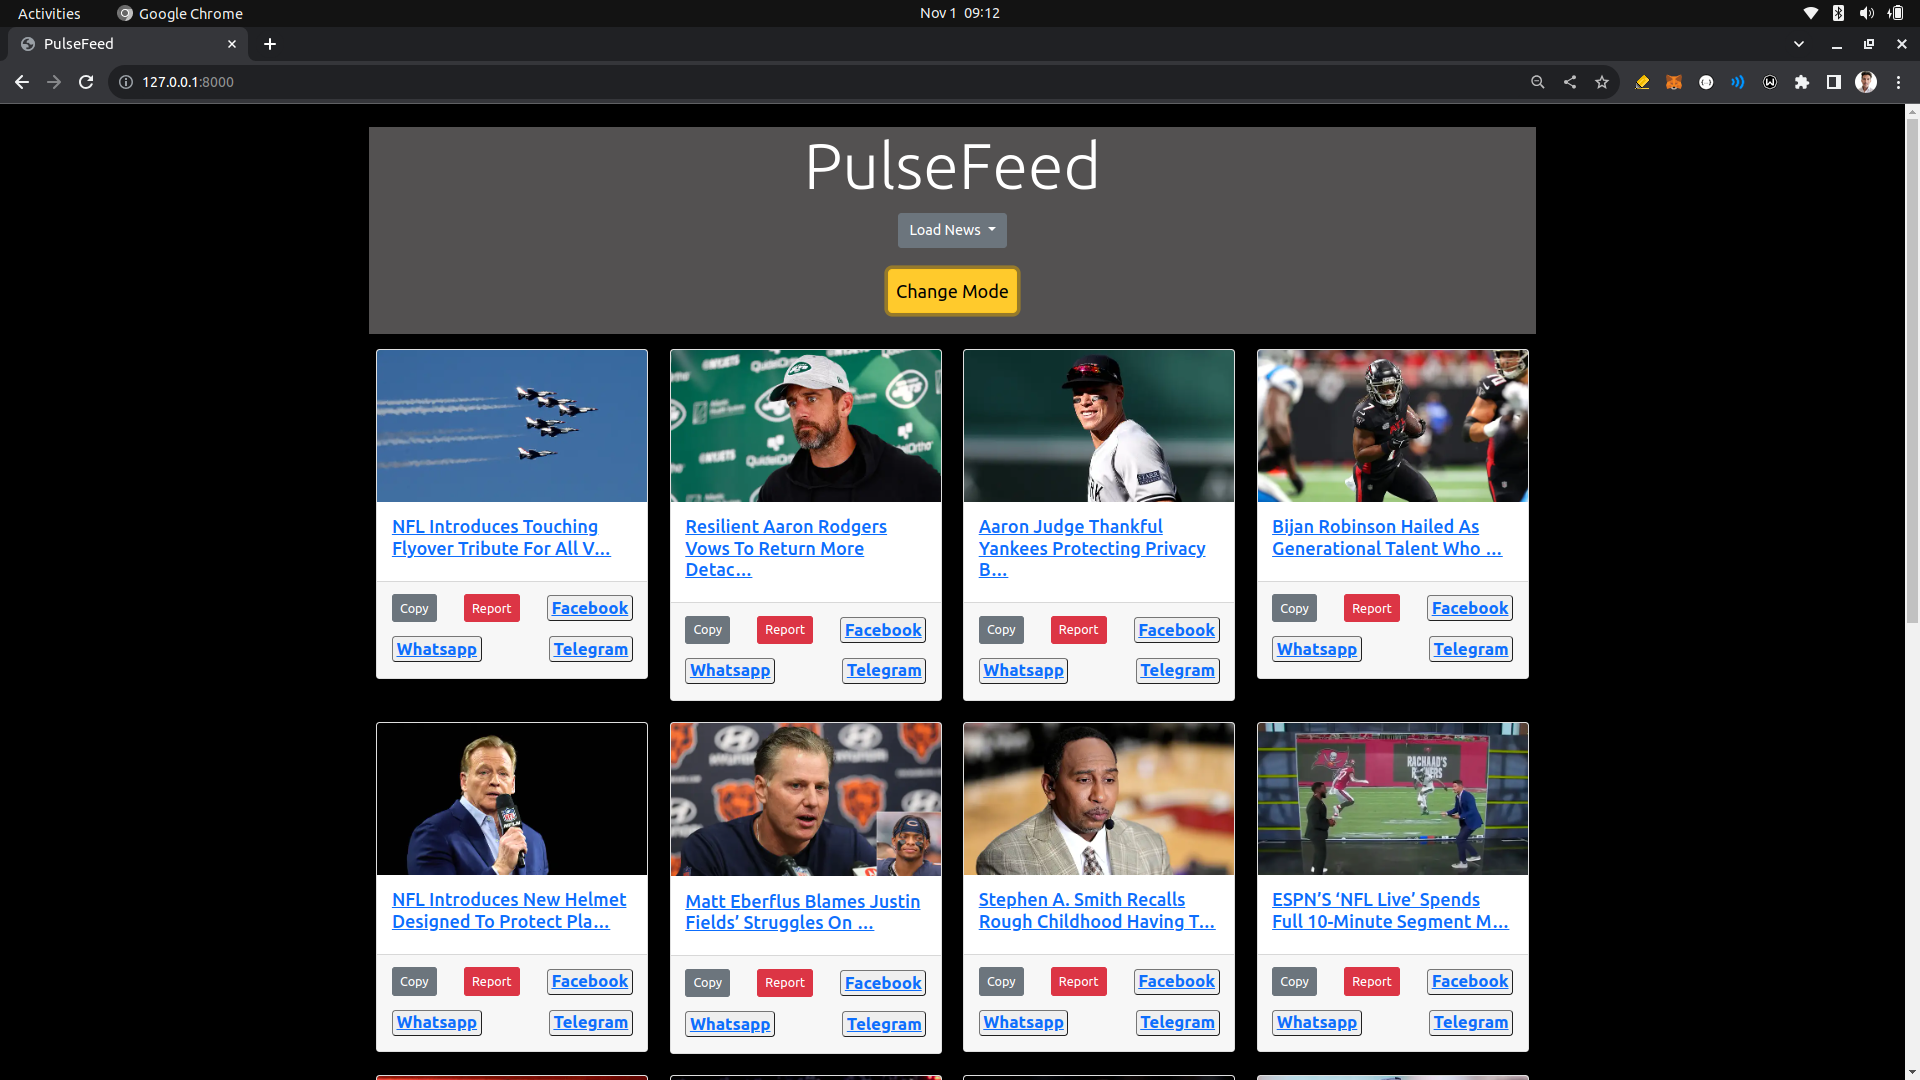 Activities
Google Chrome
Nov 1 09:12
PulseFeed
127.0.0.1:8000
PulseFeed
Load News
Change Mode
NFL Introduces Touching
Flyover Tribute For All V...
Copy
Report
Facebook
Whatsapp
Telegram
JETS
Resilient Aaron Rodgers
Vows To Return More
Detac...
Copy
Report
Facebook
Whatsapp
Telegram
STARR
Aaron Judge Thankful
Yankees Protecting Privacy
B...
Copy
Report
Facebook
Whatsapp
Telegram
7
Bijan Robinson Hailed As
Generational Talent Who ...
Copy
Report
Facebook
Whatsapp
Telegram
NFL
NFL Introduces New Helmet
Designed To Protect Pla...
Copy
Report
Facebook
Whatsapp
Telegram
HYUNDAI
Matt Eberflus Blames Justin
Fields’ Struggles On ...
Copy
Report
Facebook
Whatsapp
Telegram
Stephen A. Smith Recalls
Rough Childhood Having T...
Copy
Report
Facebook
Whatsapp
Telegram
RACHAAD'S
ESPN’S ‘NFL Live’ Spends
Full 10-Minute Segment M...
Copy
Report
Facebook
Whatsapp
Telegram